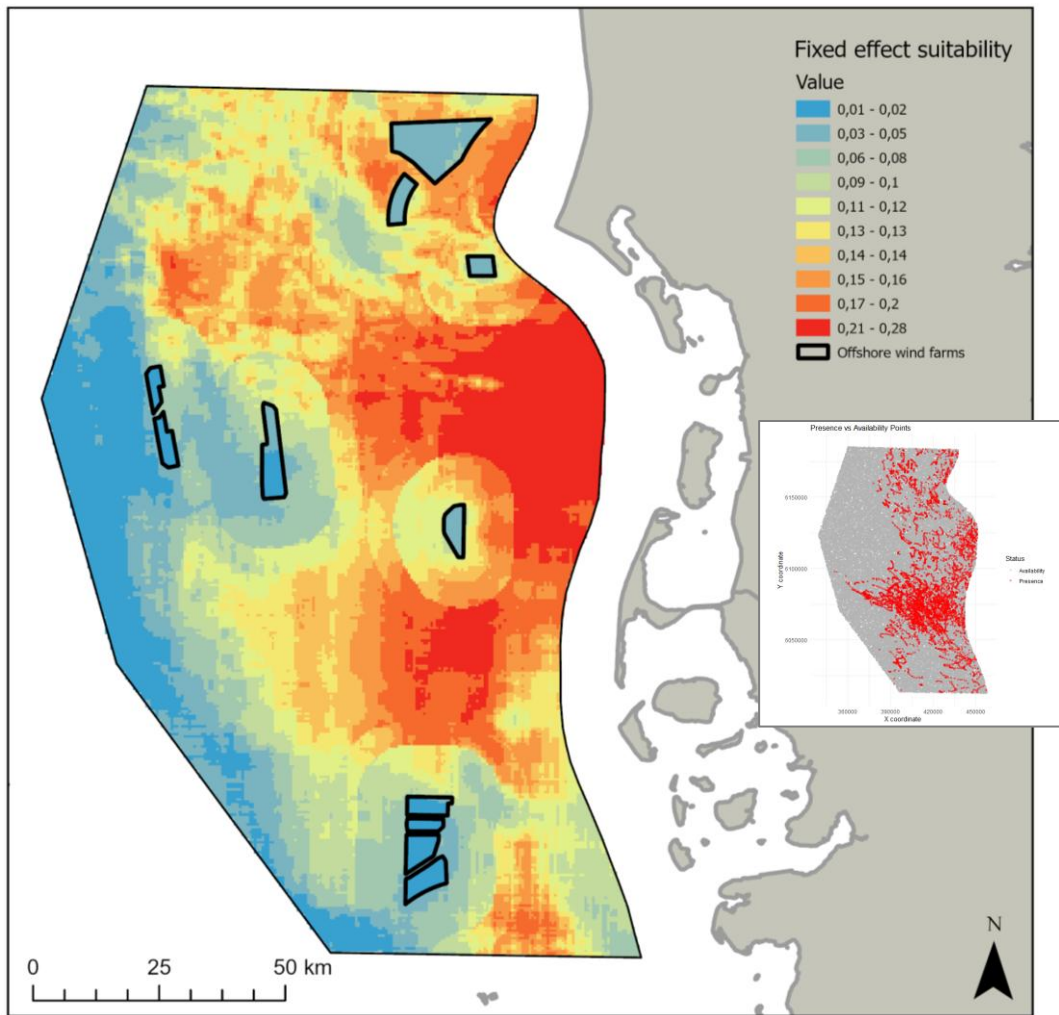 Fixed effect suitability
Value
0,01 - 0,02
0,03 - 0,05
0,06 - 0,08
0,09 - 0,1
0,11 - 0,12
0,13 - 0,13
0,14 - 0,14
0,15 - 0,16
0,17 - 0,2
0,21 - 0,28
Offshore wind farms
Presence vs Availability Points
Y coordinate
6150000
6100000
6050000
Status
Availability
Presence
360000
390000
420000
450000
X coordinate
N
0
25
50 km